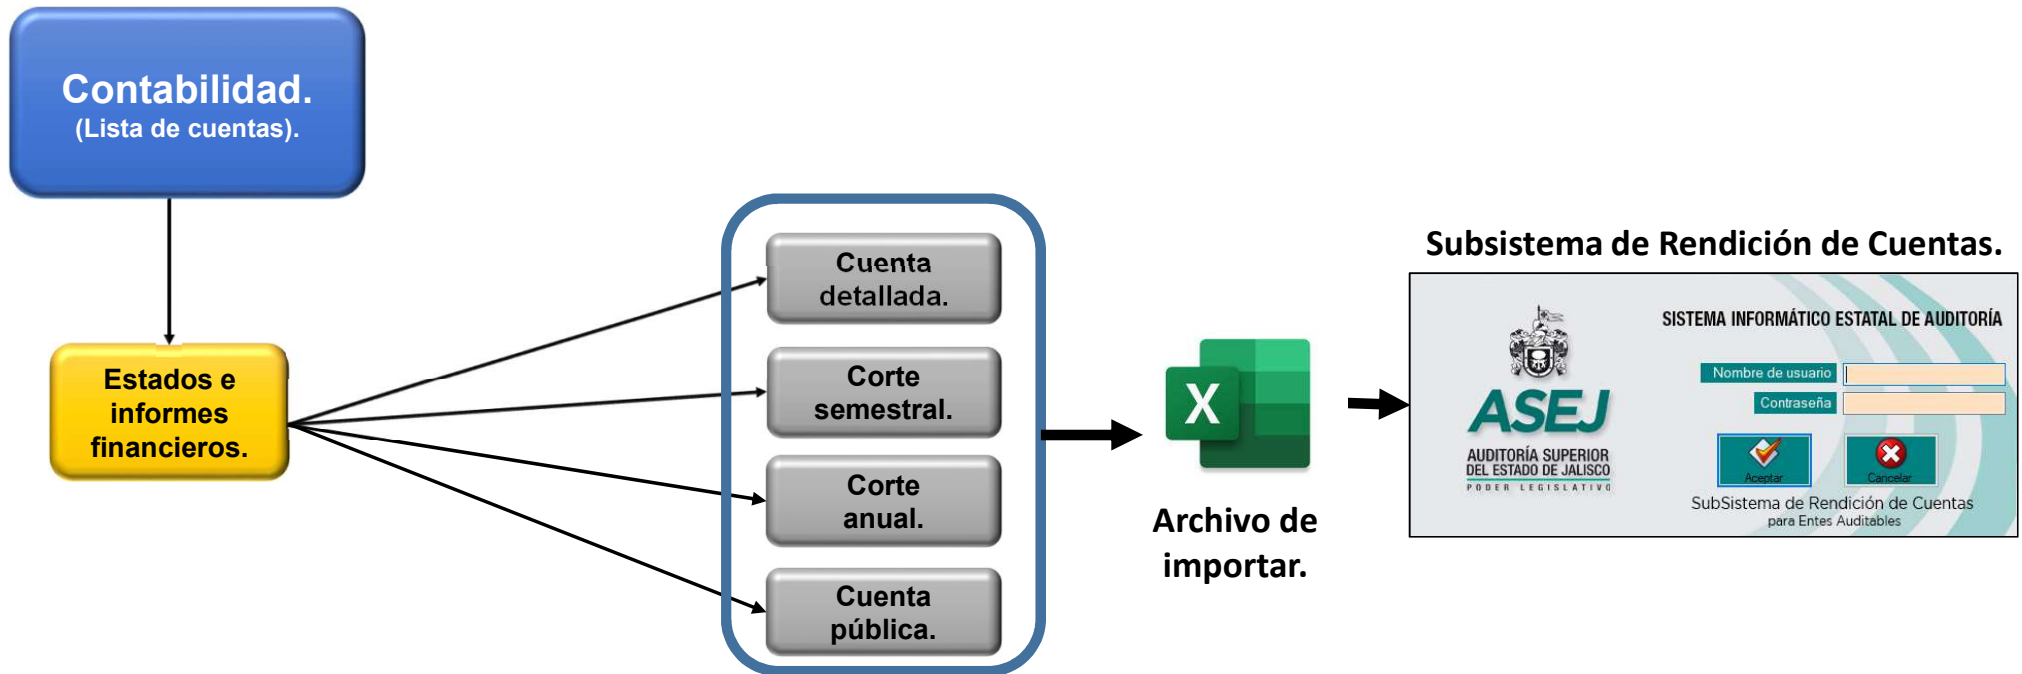 Contabilidad.
(Lista de cuentas).
Estados e
informes
financieros.
Cuenta
detallada.
Corte
semestral.
Corte
anual.
Cuenta
pública.
X
Archivo de
importar.
Subsistema de Rendición de Cuentas.
SISTEMA INFORMÁTICO ESTATAL DE AUDITORÍA
Nombre de usuario
Contraseña
ASEJ
AUDITORÍA SUPERIOR
DEL ESTADO DE JALISCO
PODER LEGISLATIVO
Aceptar
Cancelar
SubSistema de Rendición de Cuentas
para Entes Auditables